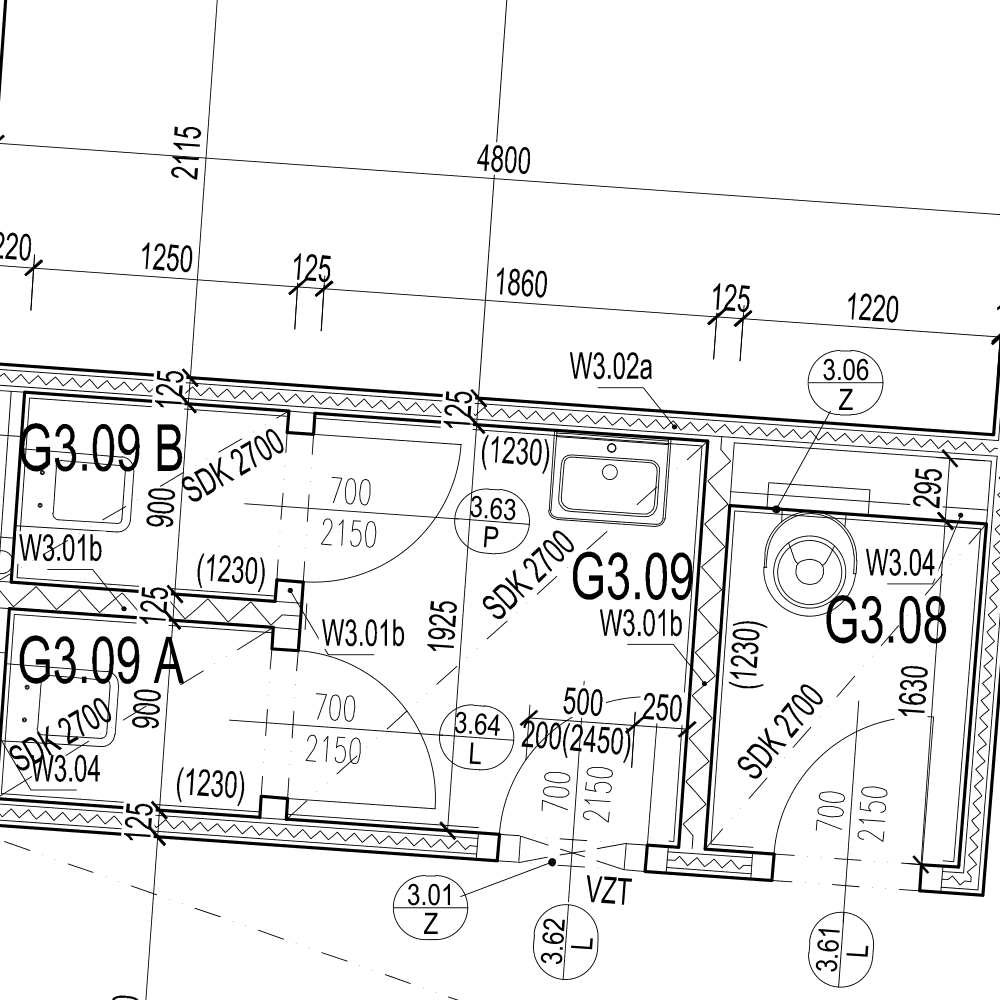 2115
4800
220
1250
125
1860
125
1220
W3.02a
3.06
Z
125
125
G3.09 B
SDK 2700
(1230)
295
900
700
2150
3.63
P
W3.01b
(1230)
SDK 2700
G3.09
W3.04
125
W3.01b
1925
W3.01b
G3.08
(1230)
G3.09 A
SDK 2700
900
W3.04
700
2150
3.64
L
500
250
200(2450)
1630
SDK 2700
(1230)
700
2150
700
2150
125
3.01
Z
VZT
3.62
L
3.61
L